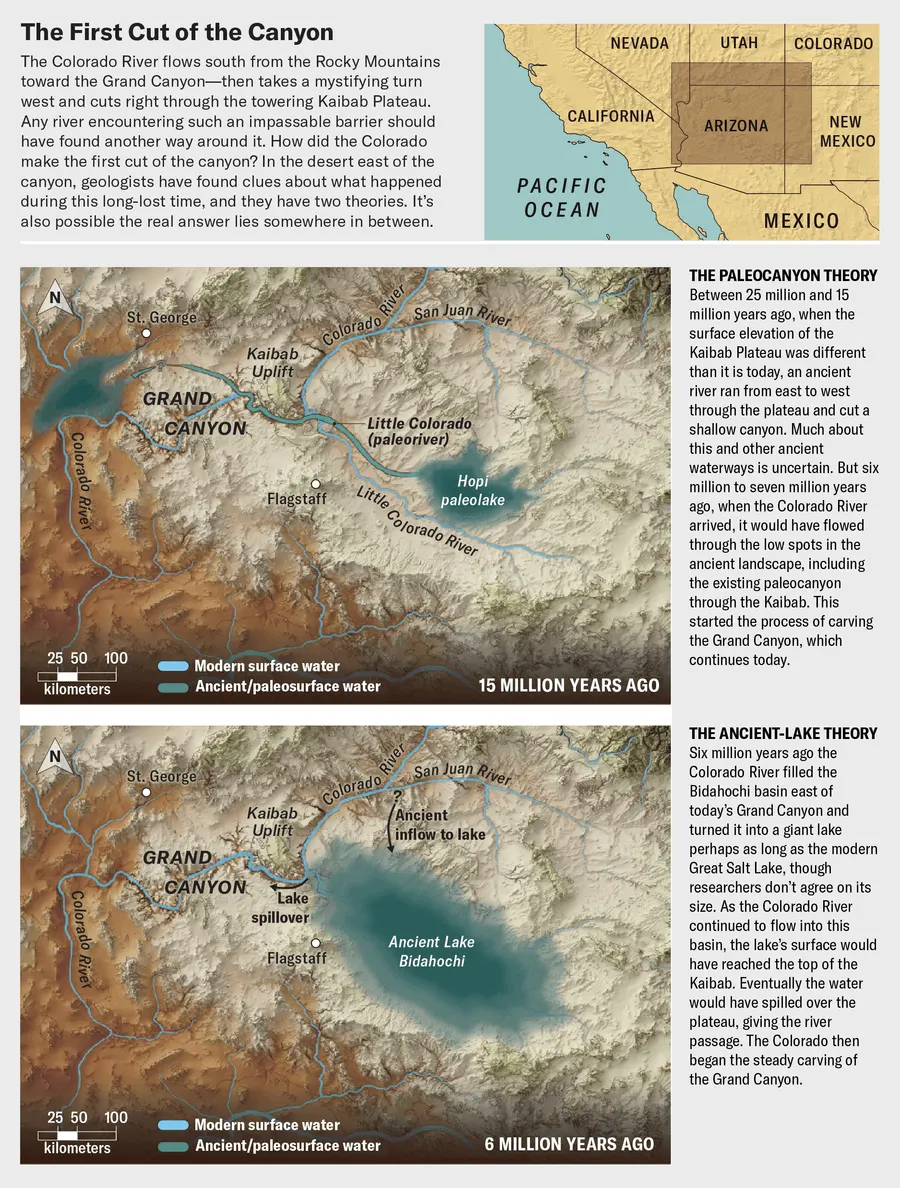 The First Cut of the Canyon
The Colorado River flows south from the Rocky Mountains
toward the Grand Canyon—then takes a mystifying turn
west and cuts right through the towering Kaibab Plateau.
Any river encountering such an impassable barrier should
have found another way around it. How did the Colorado
make the first cut of the canyon? In the desert east of the
canyon, geologists have found clues about what happened
during this long-lost time, and they have two theories. It’s
also possible the real answer lies somewhere in between.
NEVADA
UTAH
COLORADO
CALIFORNIA
ARIZONA
NEW
MEXICO
PACIFIC
OCEAN
MEXICO
N
St. George
Colorado River
San Juan River
Kaibab
Uplift
GRAND
CANYON
Little Colorado
(paleoriver)
Hopi
paleolake
Colorado River
Flagstaff
Little Colorado River
25 50 100
kilometers
Modern surface water
Ancient/paleosurface water
15 MILLION YEARS AGO
THE PALEOCANYON THEORY
Between 25 million and 15
million years ago, when the
surface elevation of the
Kaibab Plateau was different
than it is today, an ancient
river ran from east to west
through the plateau and cut a
shallow canyon. Much about
this and other ancient
waterways is uncertain. But six
million to seven million years
ago, when the Colorado River
arrived, it would have flowed
through the low spots in the
ancient landscape, including
the existing paleocanyon
through the Kaibab. This
started the process of carving
the Grand Canyon, which
continues today.
N
St. George
Colorado River
San Juan River
?
Kaibab
Uplift
Ancient
inflow to lake
GRAND
CANYON
Lake
spillover
Colorado River
Flagstaff
Ancient Lake
Bidahochi
25 50 100
kilometers
Modern surface water
Ancient/paleosurface water
6 MILLION YEARS AGO
THE ANCIENT-LAKE THEORY
Six million years ago the
Colorado River filled the
Bidahochi basin east of
today’s Grand Canyon and
turned it into a giant lake
perhaps as long as the modern
Great Salt Lake, though
researchers don’t agree on its
size. As the Colorado River
continued to flow into this
basin, the lake’s surface would
have reached the top of the
Kaibab. Eventually the water
would have spilled over the
plateau, giving the river
passage. The Colorado then
began the steady carving of
the Grand Canyon.